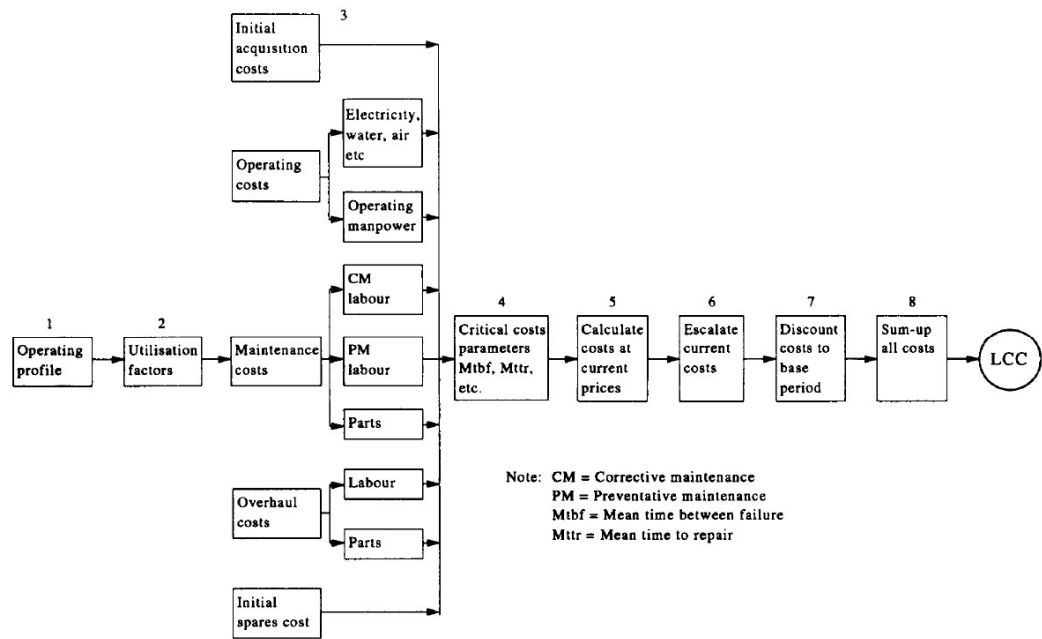 3
Initial
acquisition
costs
Electricity,
water, air
etc
Operating
costs
Operating
manpower
CM
labour
1
Operating
profile
2
Utilisation
factors
Maintenance
costs
PM
labour
Parts
4
Critical costs
parameters
Mtbf, Mttr,
etc.
5
Calculate
costs at
current
prices
6
Escalate
current
costs
7
Discount
costs to
base
period
8
Sum-up
all costs
LCC
Overhaul
costs
Labour
Parts
Initial
spares cost
Note: CM = Corrective maintenance
PM = Preventative maintenance
Mtbf = Mean time between failure
Mttr = Mean time to repair